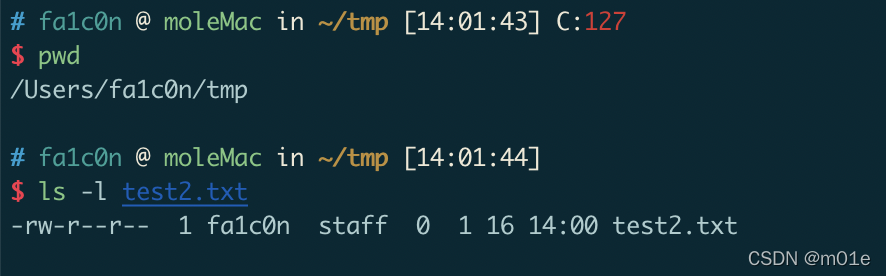 # fa1c0n @ moleMac in ~/tmp [14:01:43] C:127
$ pwd
/Users/fa1c0n/tmp
# fa1c0n @ moleMac in ~/tmp [14:01:44]
$ ls -l test2.txt
-rw-r--r--  1 fa1c0n  staff  0  1 16 14:00 test2.txt
CSDN @m01e